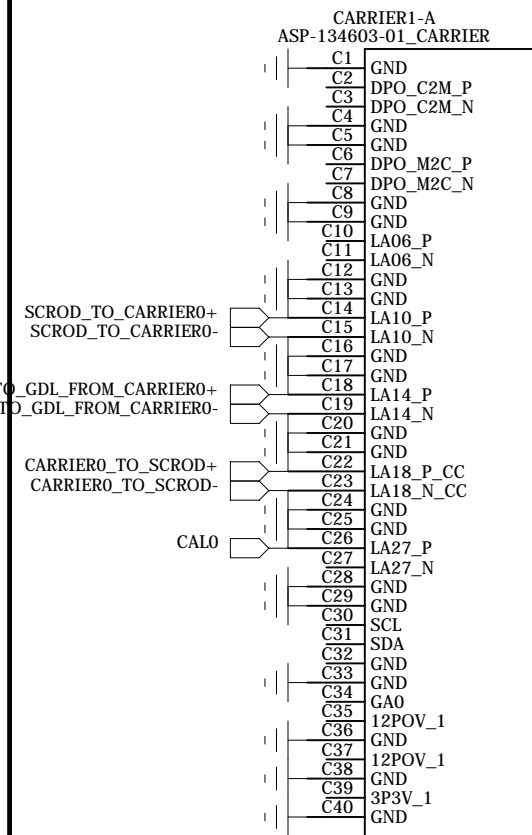 CARRIER1-A
ASP-134603-01_CARRIER
C1 GND
C2 DPO_C2M_P
C3 DPO_C2M_N
C4 GND
C5 GND
C6 DPO_M2C_P
C7 DPO_M2C_N
C8 GND
C9 GND
C10 LA06_P
C11 LA06_N
C12 GND
C13 GND
SCROD_TO_CARRIER0+ C14 LA10_P
SCROD_TO_CARRIER0- C15 LA10_N
C16 GND
C17 GND
TO_GDL_FROM_CARRIER0+ C18 LA14_P
TO_GDL_FROM_CARRIER0- C19 LA14_N
C20 GND
C21 GND
CARRIER0_TO_SCROD+ C22 LA18_P_CC
CARRIER0_TO_SCROD- C23 LA18_N_CC
C24 GND
C25 GND
CAL0 C26 LA27_P
C27 LA27_N
C28 GND
C29 GND
C30 SCL
C31 SDA
C32 GND
C33 GND
C34 GA0
C35 12POV_1
C36 GND
C37 12POV_1
C38 GND
C39 3P3V_1
C40 GND